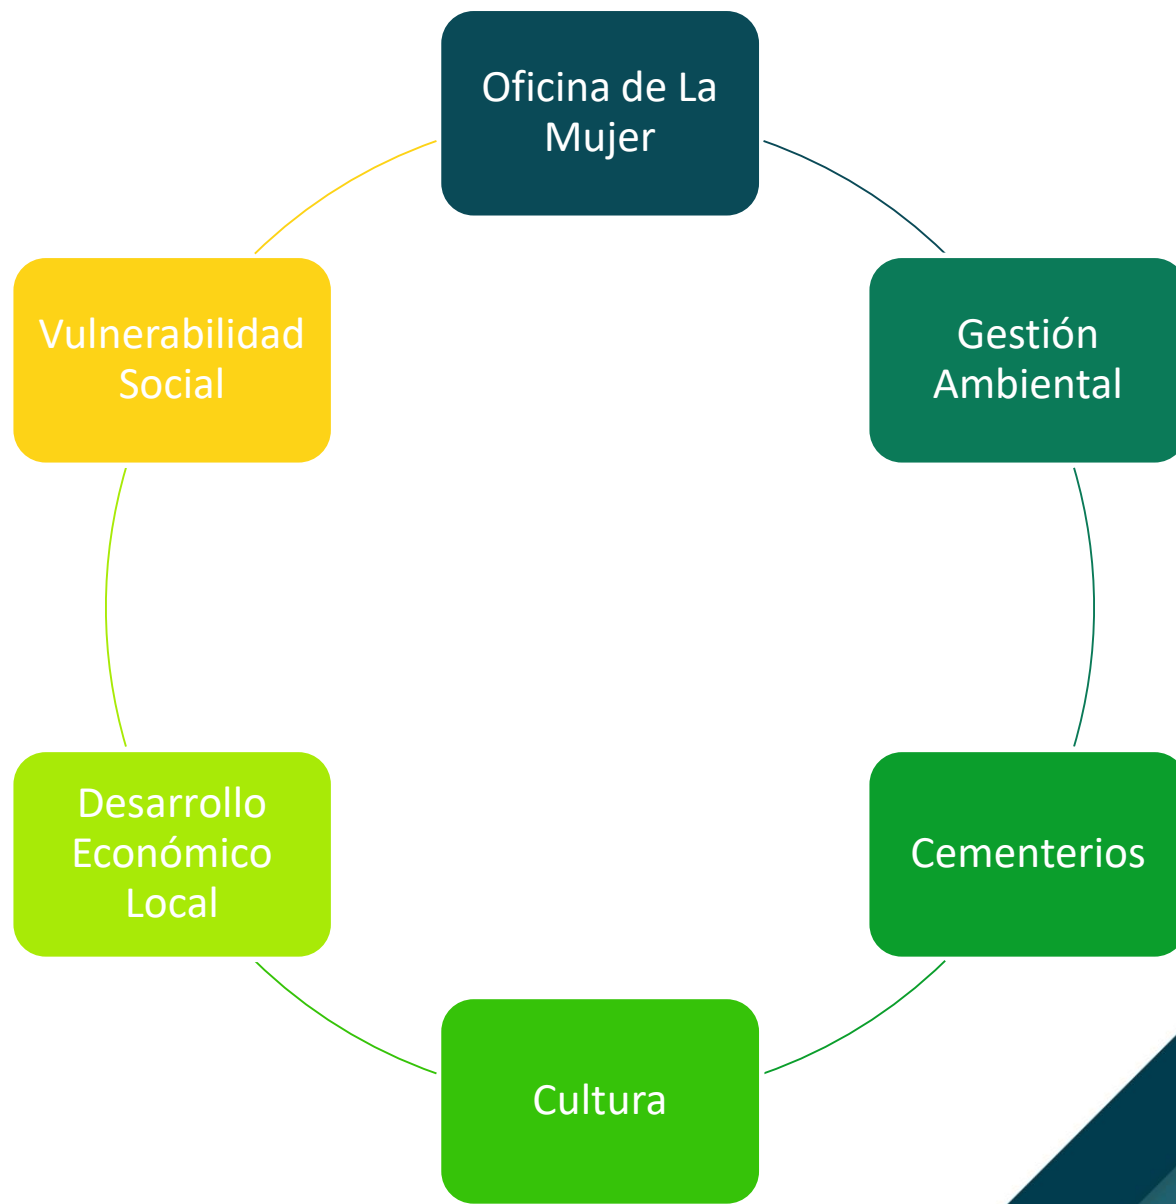 Oficina de La
Mujer
Gestión
Ambiental
Cementerios
Cultura
Desarrollo
Económico
Local
Vulnerabilidad
Social